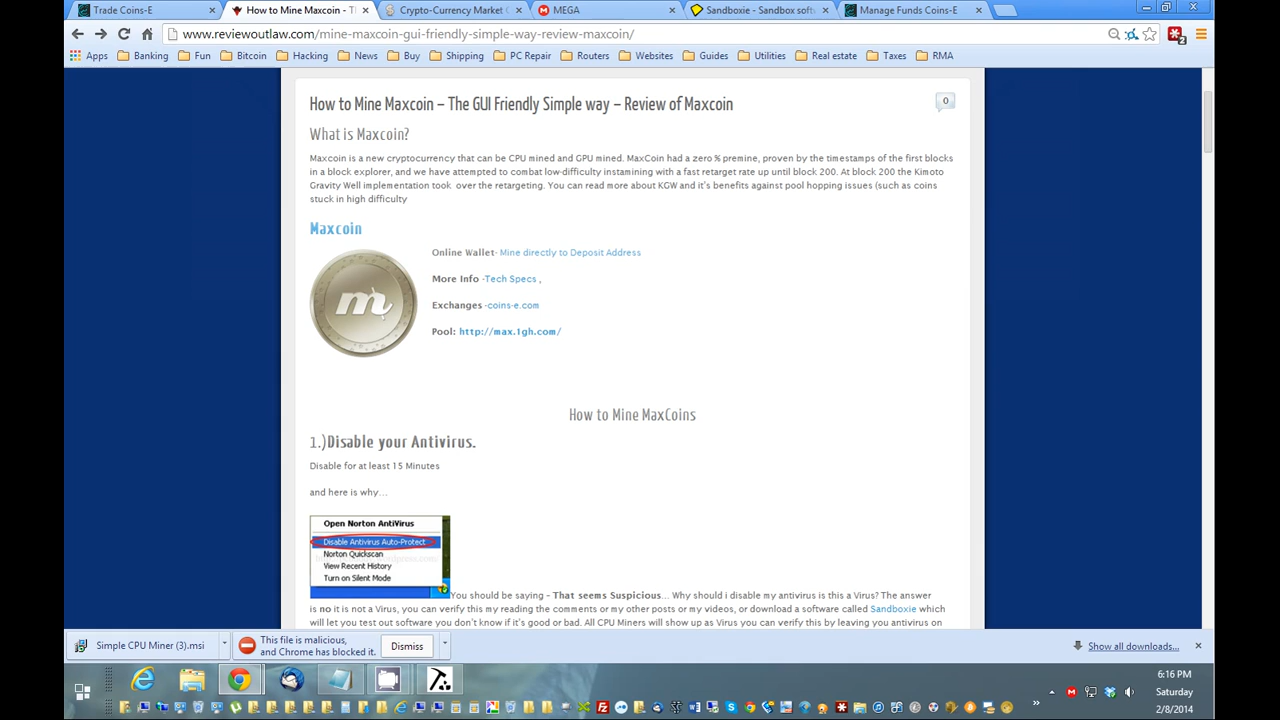 Trade Coins-E
How to Mine Maxcoin - Th
Crypto-Currency Market C
MEGA
Sandboxie - Sandbox soft
Manage Funds Coins-E
www.reviewoutlaw.com/mine-maxcoin-gui-friendly-simple-way-review-maxcoin/
2
Apps Banking Fun Bitcoin Hacking News Buy Shipping PC Repair Routers Websites Guides Utilities Real estate Taxes RMA
How to Mine Maxcoin – The GUI Friendly Simple way – Review of Maxcoin
0
What is Maxcoin?
Maxcoin is a new cryptocurrency that can be CPU mined and GPU mined. MaxCoin had a zero % premine, proven by the timestamps of the first blocks
in a block explorer, and we have attempted to combat low-difficulty instamining with a fast retarget rate up until block 200. At block 200 the Kimoto
Gravity Well implementation took over the retargeting. You can read more about KGW and it's benefits against pool hopping issues (such as coins
stuck in high difficulty
Maxcoin
m
Online Wallet- Mine directly to Deposit Address
More Info -Tech Specs ,
Exchanges -coins-e.com
Pool: http://max.1gh.com/
How to Mine MaxCoins
1.)Disable your Antivirus.
Disable for at least 15 Minutes
and here is why...
Open Norton AntiVirus
Disable Antivirus Auto-Protect
Norton Quickscan
View Recent History
Turn on Silent Mode
You should be saying – That seems Suspicious... Why should i disable my antivirus is this a Virus? The answer
is no it is not a Virus, you can verify this my reading the comments or my other posts or my videos, or download a software called Sandboxie which
will let you test out software you don't know if it's good or bad. All CPU Miners will show up as Virus you can verify this by leaving you antivirus on
Simple CPU Miner (3).msi
This file is malicious,
and Chrome has blocked it.
Dismiss
Show all downloads...
6:16 PM
Saturday
2/8/2014